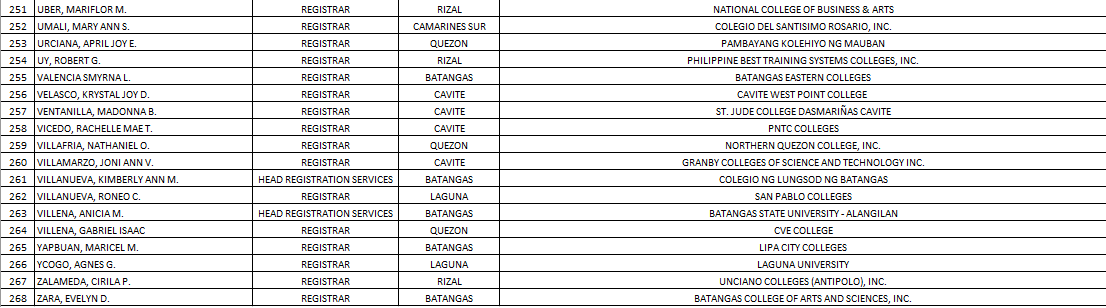 251 UBER, MARIFLOR M. REGISTRAR RIZAL NATIONAL COLLEGE OF BUSINESS & ARTS
252 UMALI, MARY ANN S. REGISTRAR CAMARINES SUR COLEGIO DEL SANTISIMO ROSARIO, INC.
253 URCIANA, APRIL JOY E. REGISTRAR QUEZON PAMBAYANG KOLEHIYO NG MAUBAN
254 UY, ROBERT G. REGISTRAR RIZAL PHILIPPINE BEST TRAINING SYSTEMS COLLEGES, INC.
255 VALENCIA SMYRNA L. REGISTRAR BATANGAS BATANGAS EASTERN COLLEGES
256 VELASCO, KRYSTAL JOY D. REGISTRAR CAVITE CAVITE WEST POINT COLLEGE
257 VENTANILLA, MADONNA B. REGISTRAR CAVITE ST. JUDE COLLEGE DASMARIÑAS CAVITE
258 VICEDO, RACHELLE MAE T. REGISTRAR CAVITE PNTC COLLEGES
259 VILLAFRIA, NATHANIEL O. REGISTRAR QUEZON NORTHERN QUEZON COLLEGE, INC.
260 VILLAMARZO, JONI ANN V. REGISTRAR CAVITE GRANBY COLLEGES OF SCIENCE AND TECHNOLOGY INC.
261 VILLANUEVA, KIMBERLY ANN M. HEAD REGISTRATION SERVICES BATANGAS COLEGIO NG LUNGSOD NG BATANGAS
262 VILLANUEVA, RONEO C. REGISTRAR LAGUNA SAN PABLO COLLEGES
263 VILLENA, ANICIA M. HEAD REGISTRATION SERVICES BATANGAS BATANGAS STATE UNIVERSITY - ALANGILAN
264 VILLENA, GABRIEL ISAAC REGISTRAR QUEZON CVE COLLEGE
265 YAPBUAN, MARICEL M. REGISTRAR BATANGAS LIPA CITY COLLEGES
266 YCOGO, AGNES G. REGISTRAR LAGUNA LAGUNA UNIVERSITY
267 ZALAMEDA, CIRILA P. REGISTRAR RIZAL UNCIANO COLLEGES (ANTIPOLO), INC.
268 ZARA, EVELYN D. REGISTRAR BATANGAS BATANGAS COLLEGE OF ARTS AND SCIENCES, INC.